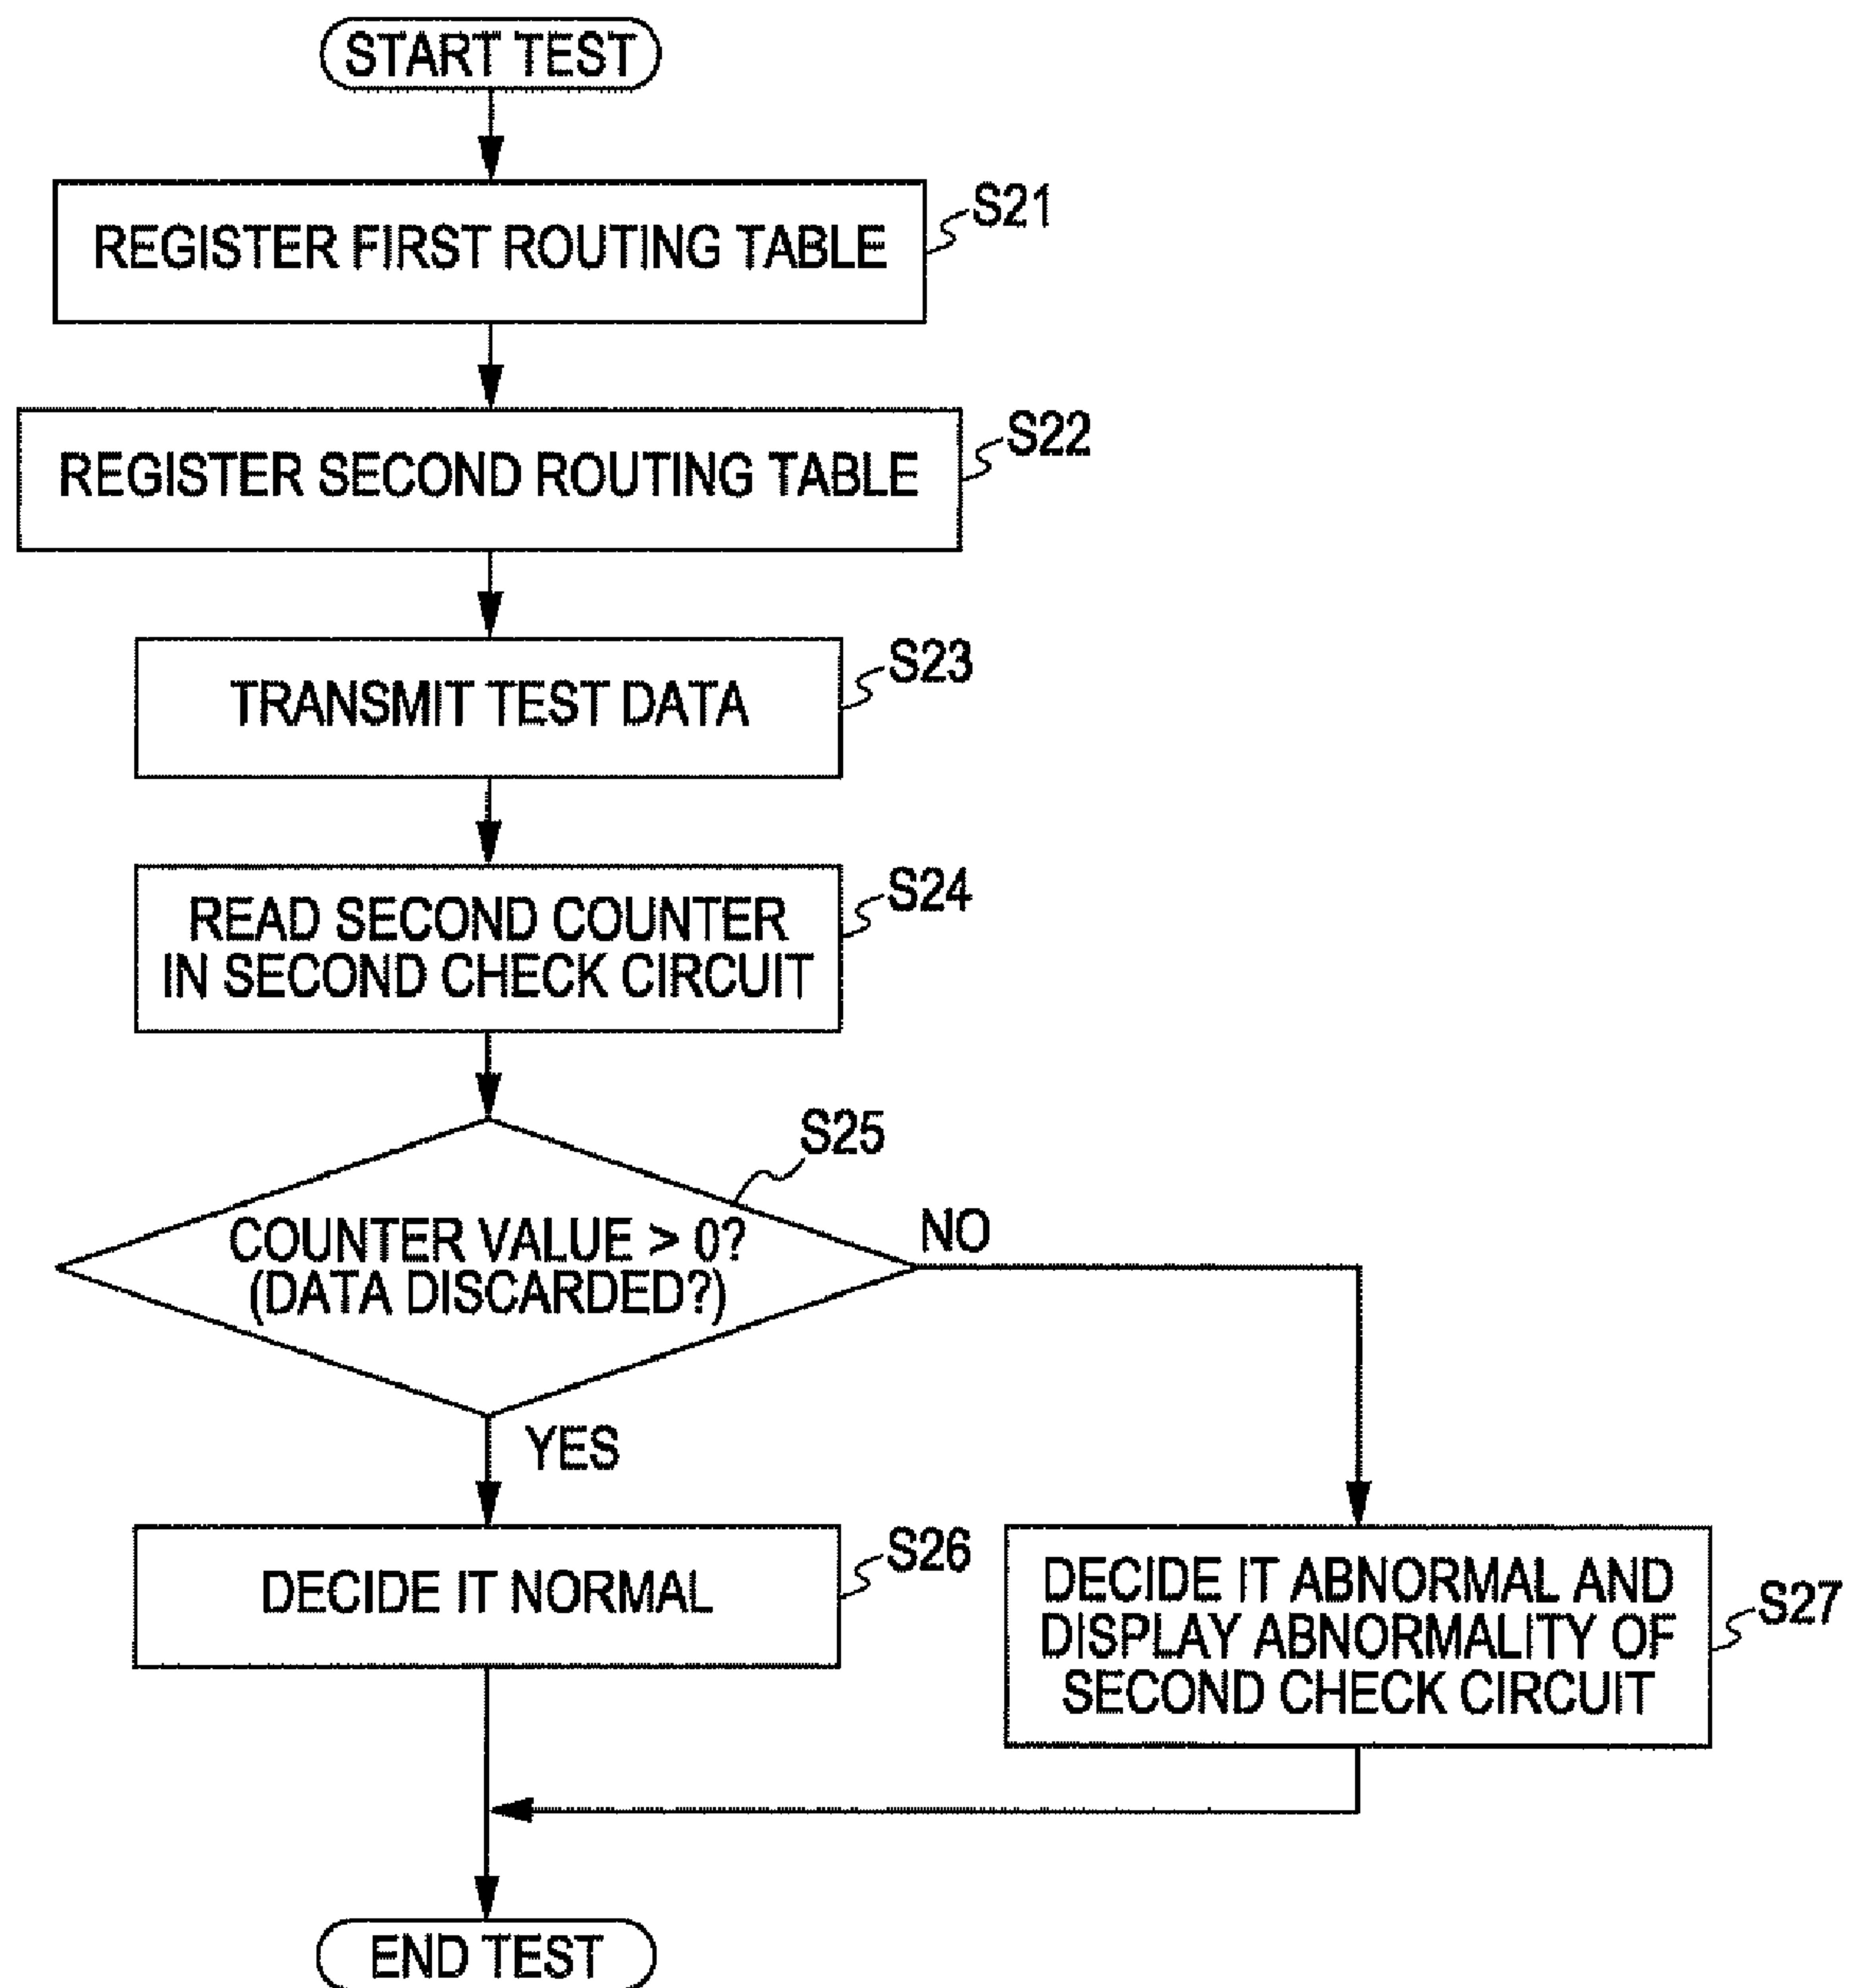 START TEST
REGISTER FIRST ROUTING TABLE
S21
REGISTER SECOND ROUTING TABLE
S22
TRANSMIT TEST DATA
S23
READ SECOND COUNTER
IN SECOND CHECK CIRCUIT
S24
S25
COUNTER VALUE > 0?
(DATA DISCARDED?)
NO
YES
DECIDE IT NORMAL
S26
DECIDE IT ABNORMAL AND
DISPLAY ABNORMALITY OF
SECOND CHECK CIRCUIT
S27
END TEST